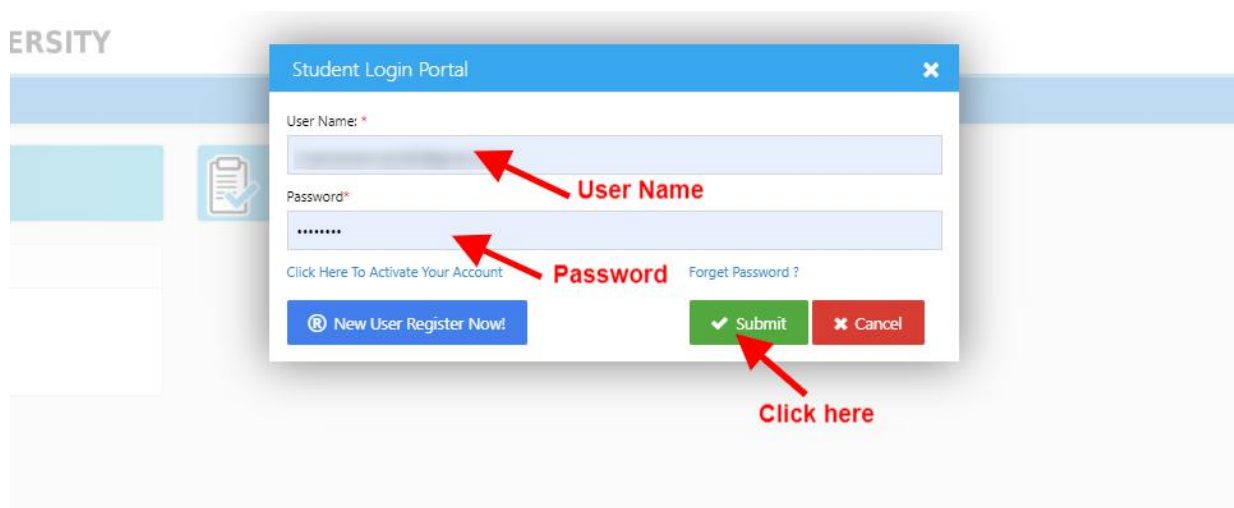 ERSITY
Student Login Portal
User Name: *
User Name
Password*
••••••••
Password
Click Here To Activate Your Account
Forget Password ?
® New User Register Now!
Submit
Cancel
Click here